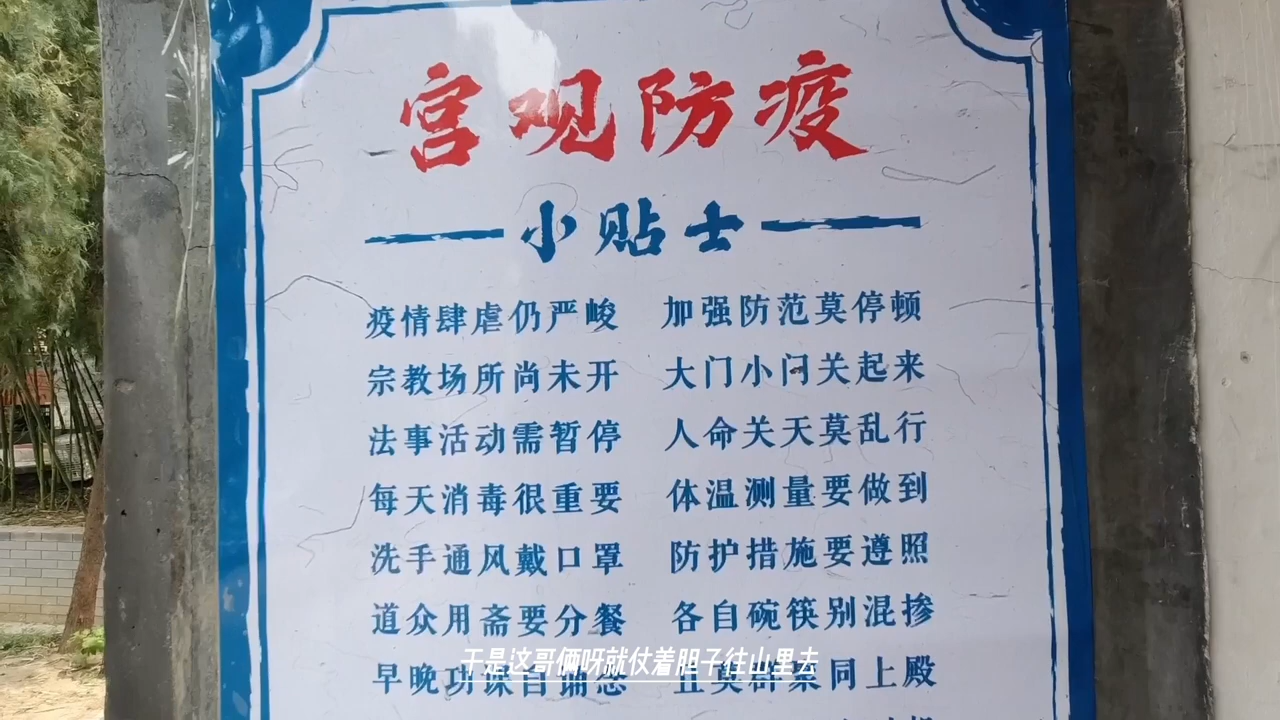 宫观防疫
小贴士
疫情肆虐仍严峻 加强防范莫停顿
宗教场所尚未开 大门小门关起来
法事活动需暂停 人命关天莫乱行
每天消毒很重要 体温测量要做到
洗手通风戴口罩 防护措施要遵照
道众用斋要分餐 各自碗筷别混掺
早晚功课自诵念 且莫群聚同上殿
于是这哥俩呀就仗着胆子往山里去